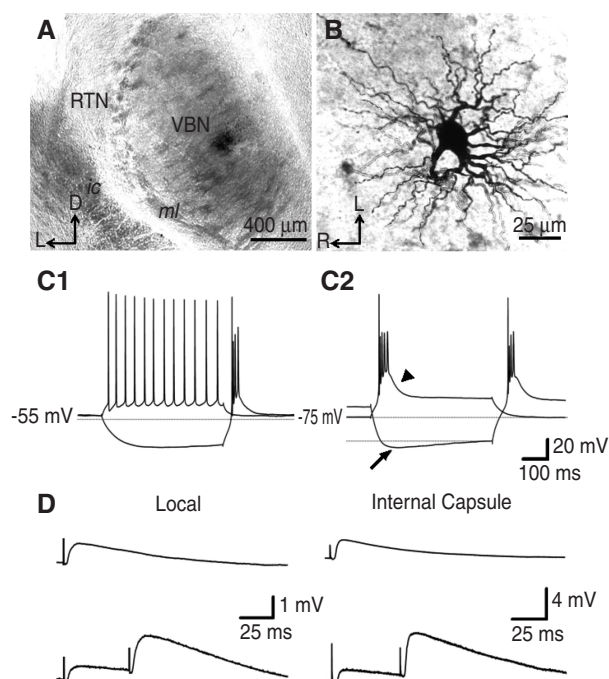 A
RTN
VBN
ic
D
L
ml
400 µm
B
L
R
25 µm
C1
-55 mV
C2
-75 mV
20 mV
100 ms
D
Local
Internal Capsule
1 mV
25 ms
4 mV
25 ms